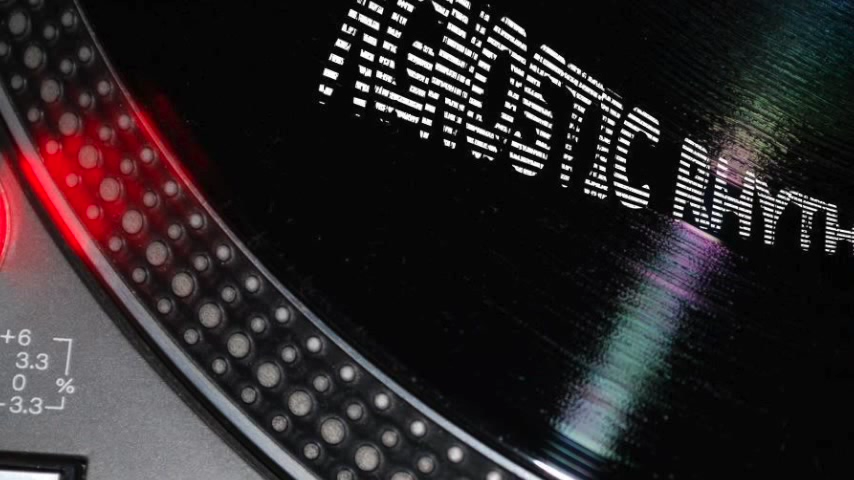 AGNOSTIC RHYTH
+6
3.3
0 %
-3.3